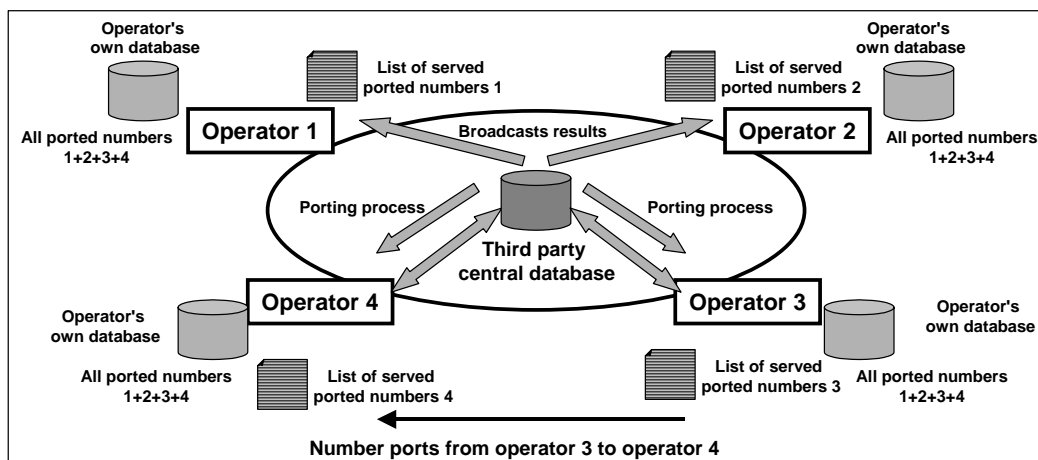 Operator's
own database
List of served
ported numbers 1
Operator 1
All ported numbers
1+2+3+4
Broadcasts results
List of served
ported numbers 2
Operator's
own database
Operator 2
All ported numbers
1+2+3+4
Porting process
Porting process
Third party
central database
Operator 4
Operator's
own database
All ported numbers
1+2+3+4
List of served
ported numbers 4
Operator 3
Operator's
own database
List of served
ported numbers 3
All ported numbers
1+2+3+4
Number ports from operator 3 to operator 4